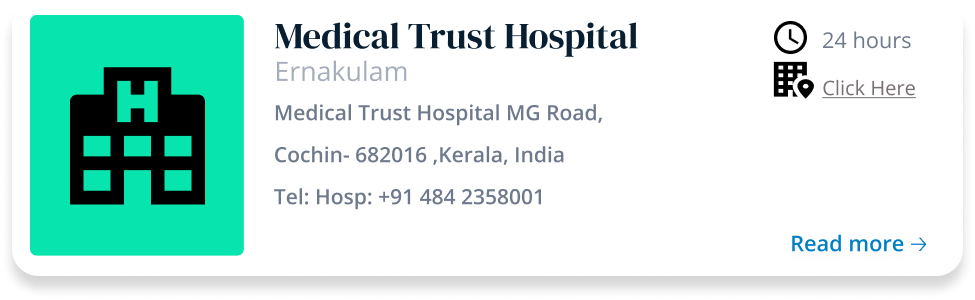 H
Medical Trust Hospital
Ernakulam
Medical Trust Hospital MG Road,
Cochin- 682016 ,Kerala, India
Tel: Hosp: +91 484 2358001
24 hours
Click Here
Read more →